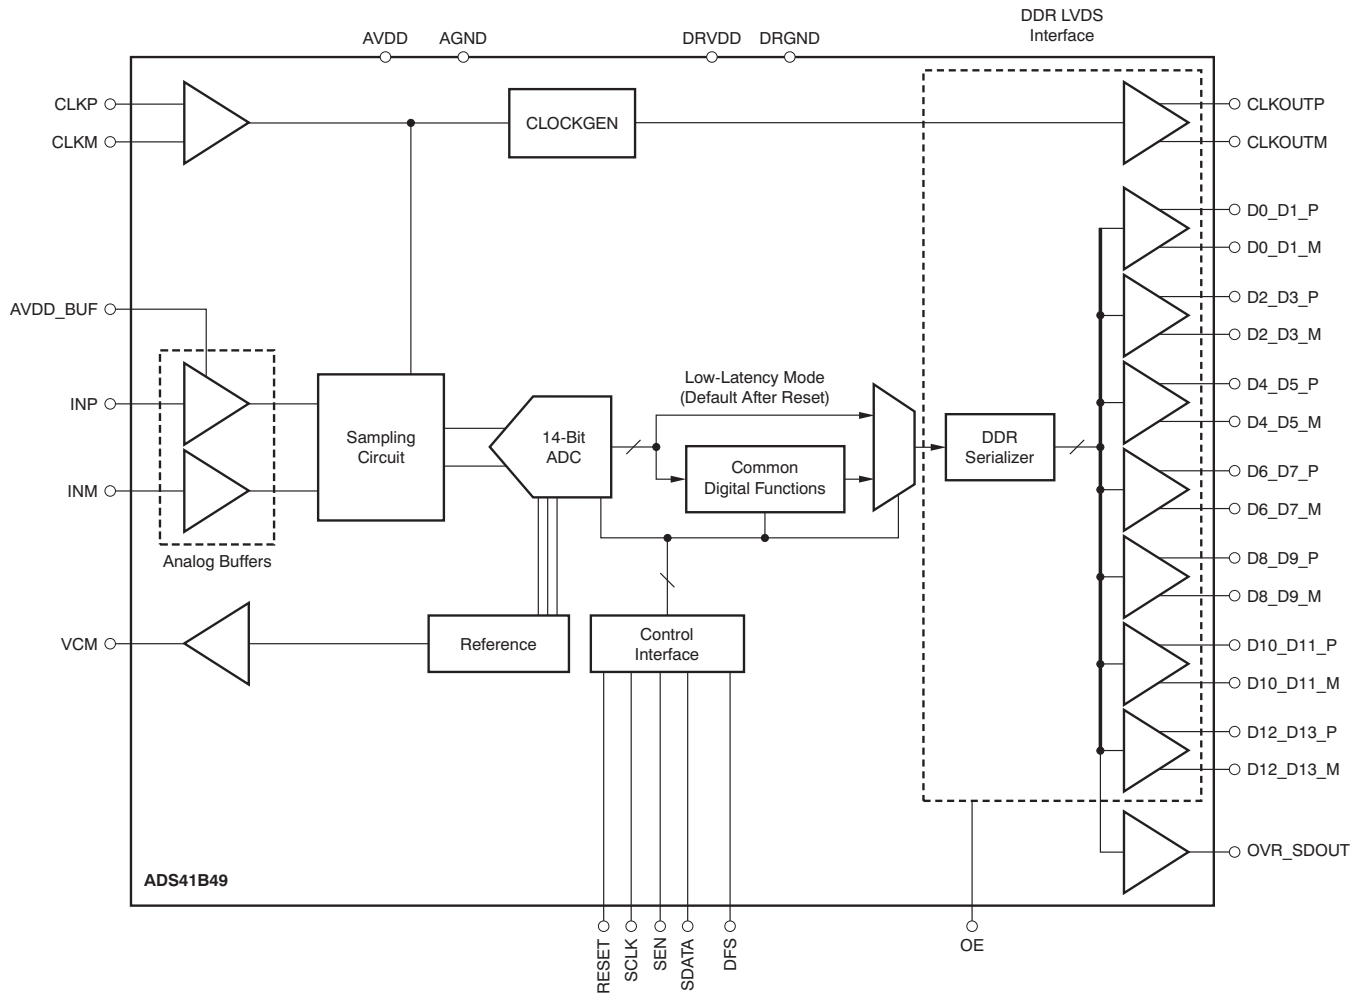 DDR LVDS
Interface
AVDD
AGND
DRVDD
DRGND
CLKP
CLKM
CLOCKGEN
CLKOUTP
CLKOUTM
D0_D1_P
D0_D1_M
AVDD_BUF
D2_D3_P
D2_D3_M
Low-Latency Mode
(Default After Reset)
D4_D5_P
D4_D5_M
INP
INM
Sampling
Circuit
14-Bit
ADC
Common
Digital Functions
DDR
Serializer
D6_D7_P
D6_D7_M
Analog Buffers
D8_D9_P
D8_D9_M
VCM
Reference
Control
Interface
D10_D11_P
D10_D11_M
D12_D13_P
D12_D13_M
OVR_SDOUT
ADS41B49
RESET
SCLK
SEN
SDATA
DFS
OE